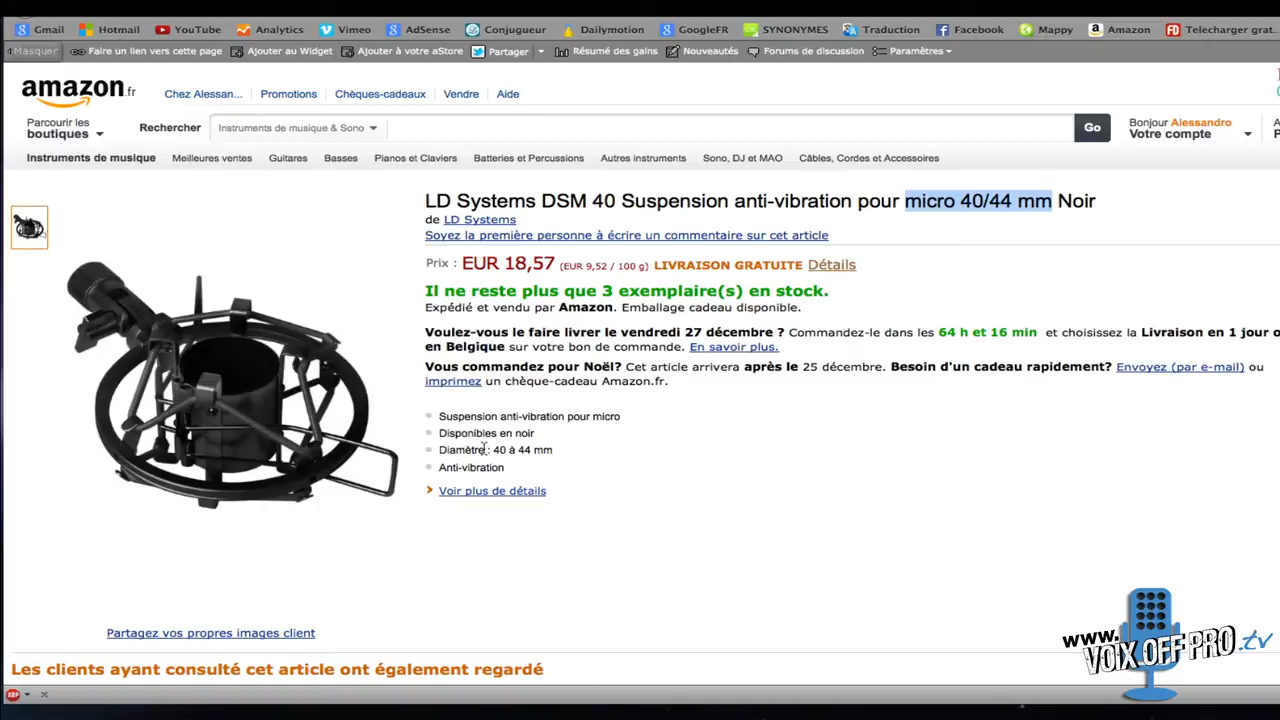 Gmail Hotmail YouTube Analytics Vimeo AdSense Conjugueur Dailymotion GoogleFR SYNONYMES Traduction Facebook Mappy Amazon Telecharger grat...
Masquer Faire un lien vers cette page Ajouter au Widget Ajouter à votre aStore Partager Résumé des gains Nouveautés Forums de discussion Paramètres
amazon.fr Chez Alessan... Promotions Chèques-cadeaux Vendre Aide
Parcourir les
boutiques Rechercher Instruments de musique & Sono Go Bonjour Alessandro
Votre compte
Instruments de musique Meilleures ventes Guitares Basses Pianos et Claviers Batteries et Percussions Autres instruments Sono, DJ et MAO Câbles, Cordes et Accessoires
LD Systems DSM 40 Suspension anti-vibration pour micro 40/44 mm Noir
de LD Systems
Soyez la première personne à écrire un commentaire sur cet article
Prix : EUR 18,57 (EUR 9,52 / 100 g) LIVRAISON GRATUITE Détails
Il ne reste plus que 3 exemplaire(s) en stock.
Expédié et vendu par Amazon. Emballage cadeau disponible.
Voulez-vous le faire livrer le vendredi 27 décembre ? Commandez-le dans les 64 h et 16 min et choisissez la Livraison en 1 jour o
en Belgique sur votre bon de commande. En savoir plus.
Vous commandez pour Noël? Cet article arrivera après le 25 décembre. Besoin d'un cadeau rapidement? Envoyez (par e-mail) ou
imprimez un chèque-cadeau Amazon.fr.
Suspension anti-vibration pour micro
Disponibles en noir
Diamètre : 40 à 44 mm
Anti-vibration
Voir plus de détails
Partagez vos propres images client
www.
VOIX OFF PRO.tv
Les clients ayant consulté cet article ont également regardé
ABP